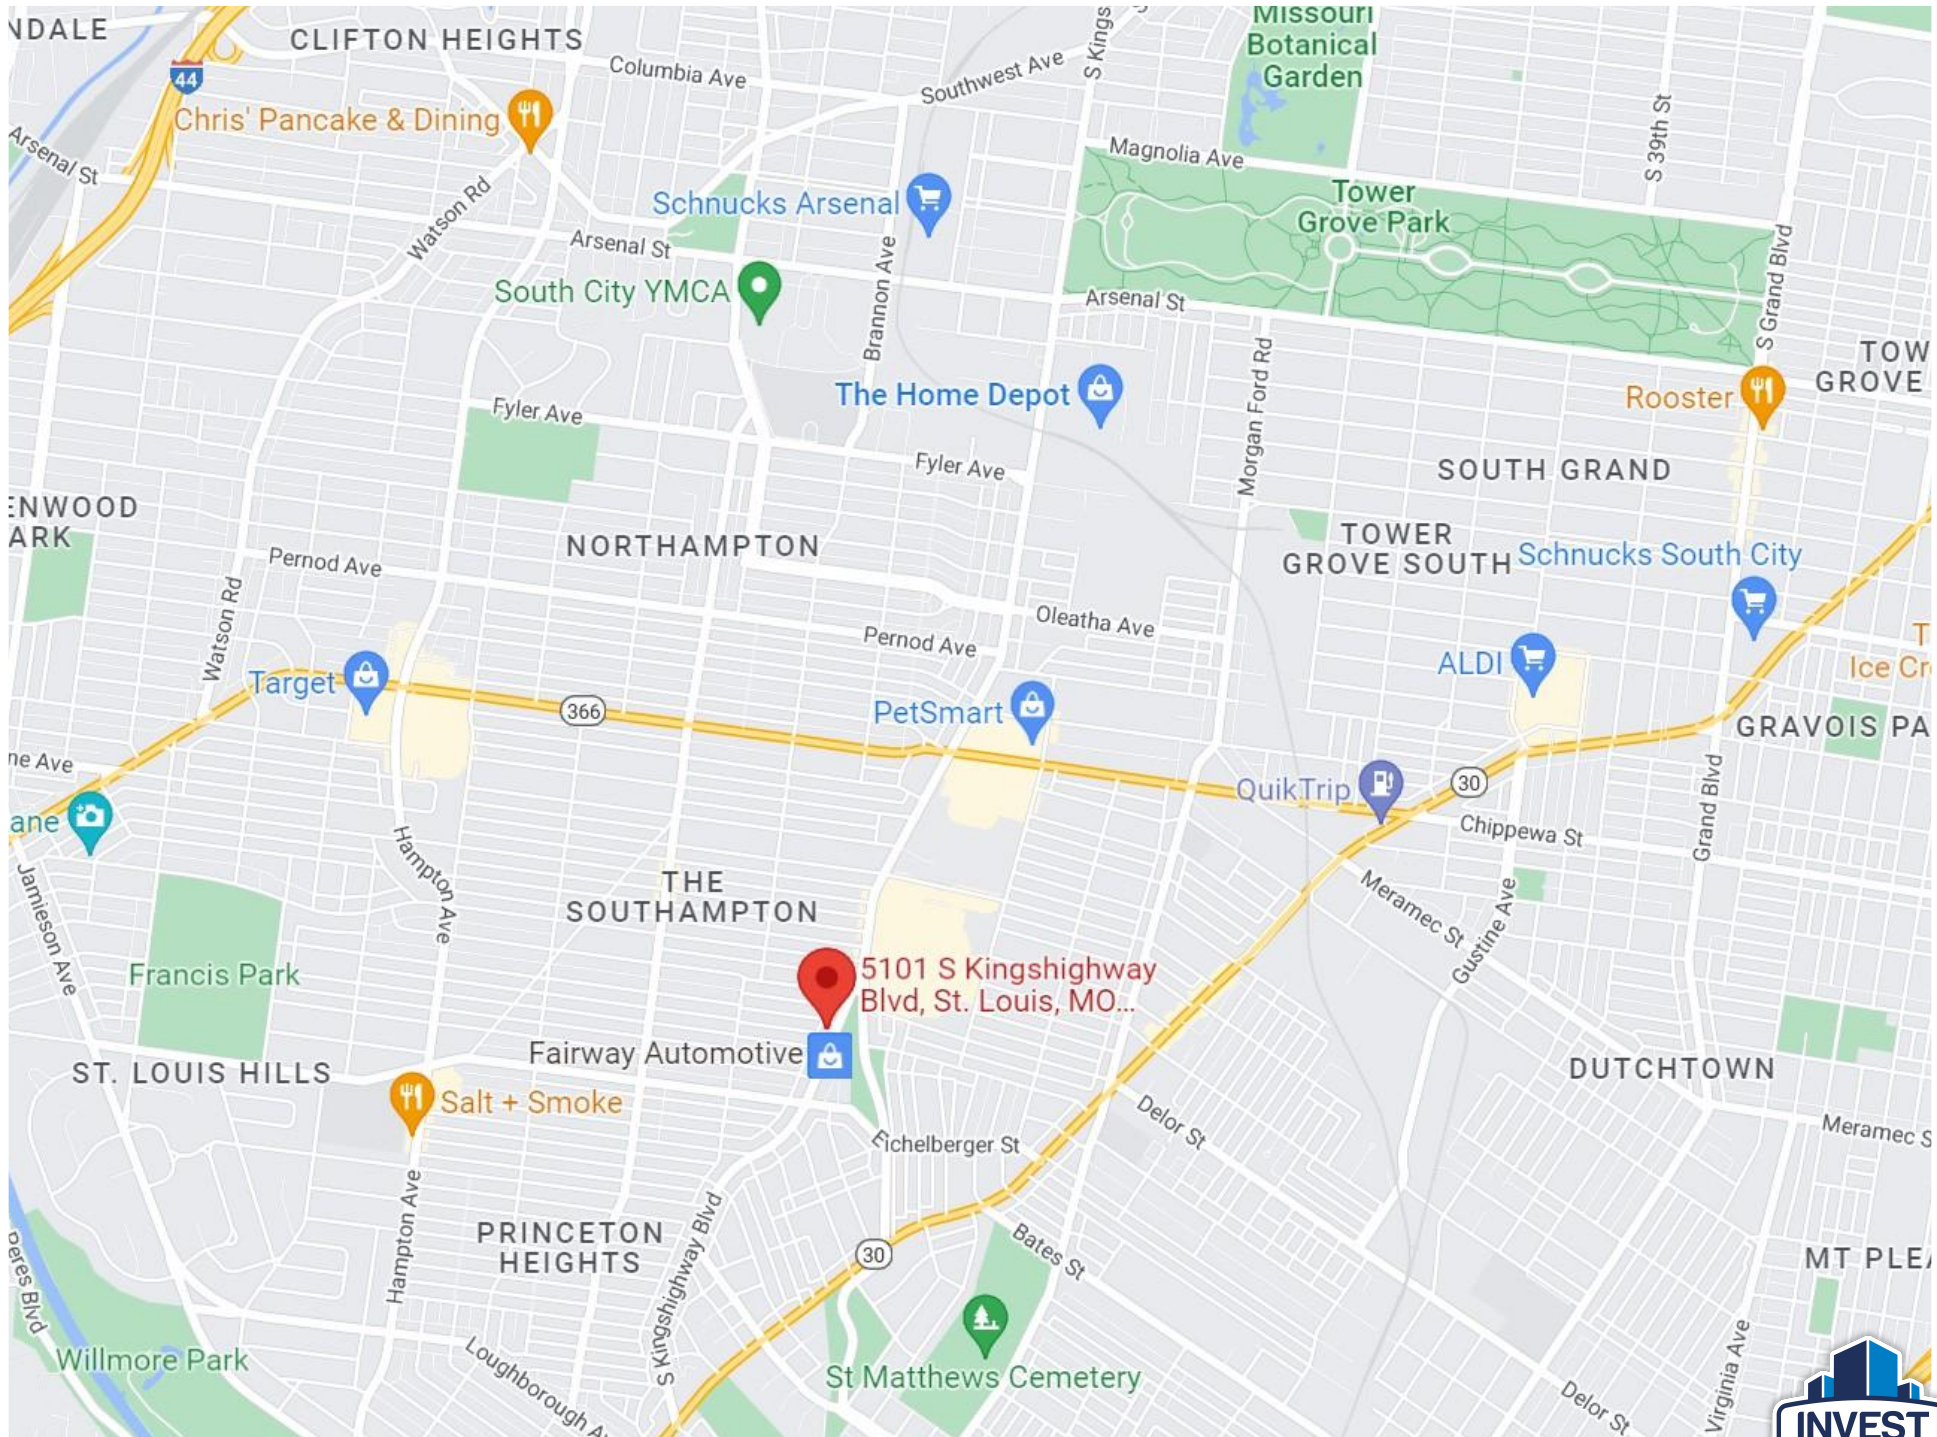 NDALE
CLIFTON HEIGHTS
Missouri
Botanical
Garden
44
Columbia Ave
Southwest Ave
S Kings
Chris' Pancake & Dining
S 39th St
Arsenal St
Magnolia Ave
Tower
Grove Park
Schnucks Arsenal
Watson Rd
Arsenal St
Brannon Ave
South City YMCA
Arsenal St
S Grand Blvd
TOW
GROVE
The Home Depot
Morgan Ford Rd
Rooster
Fyler Ave
Fyler Ave
SOUTH GRAND
ENWOOD
ARK
NORTHAMPTON
TOWER
GROVE SOUTH
Schnucks South City
Pernod Ave
Watson Rd
Oleatha Ave
Pernod Ave
T
Ice Cr
ALDI
Target
366
PetSmart
GRAVOIS PA
ne Ave
QuikTrip
30
ane
Chippewa St
Grand Blvd
Hampton Ave
Jamieson Ave
THE
SOUTHAMPTON
Meramec St
Gustine Ave
Francis Park
5101 S Kingshighway
Blvd, St. Louis, MO...
Fairway Automotive
ST. LOUIS HILLS
DUTCHTOWN
Salt + Smoke
Delor St
Meramec S
Eichelberger St
Hampton Ave
PRINCETON
HEIGHTS
S Kingshighway Blvd
30
Bates St
MT PLEA
Peres Blvd
Willmore Park
Loughborough A
St Matthews Cemetery
Delor St
Virginia Ave
INVEST